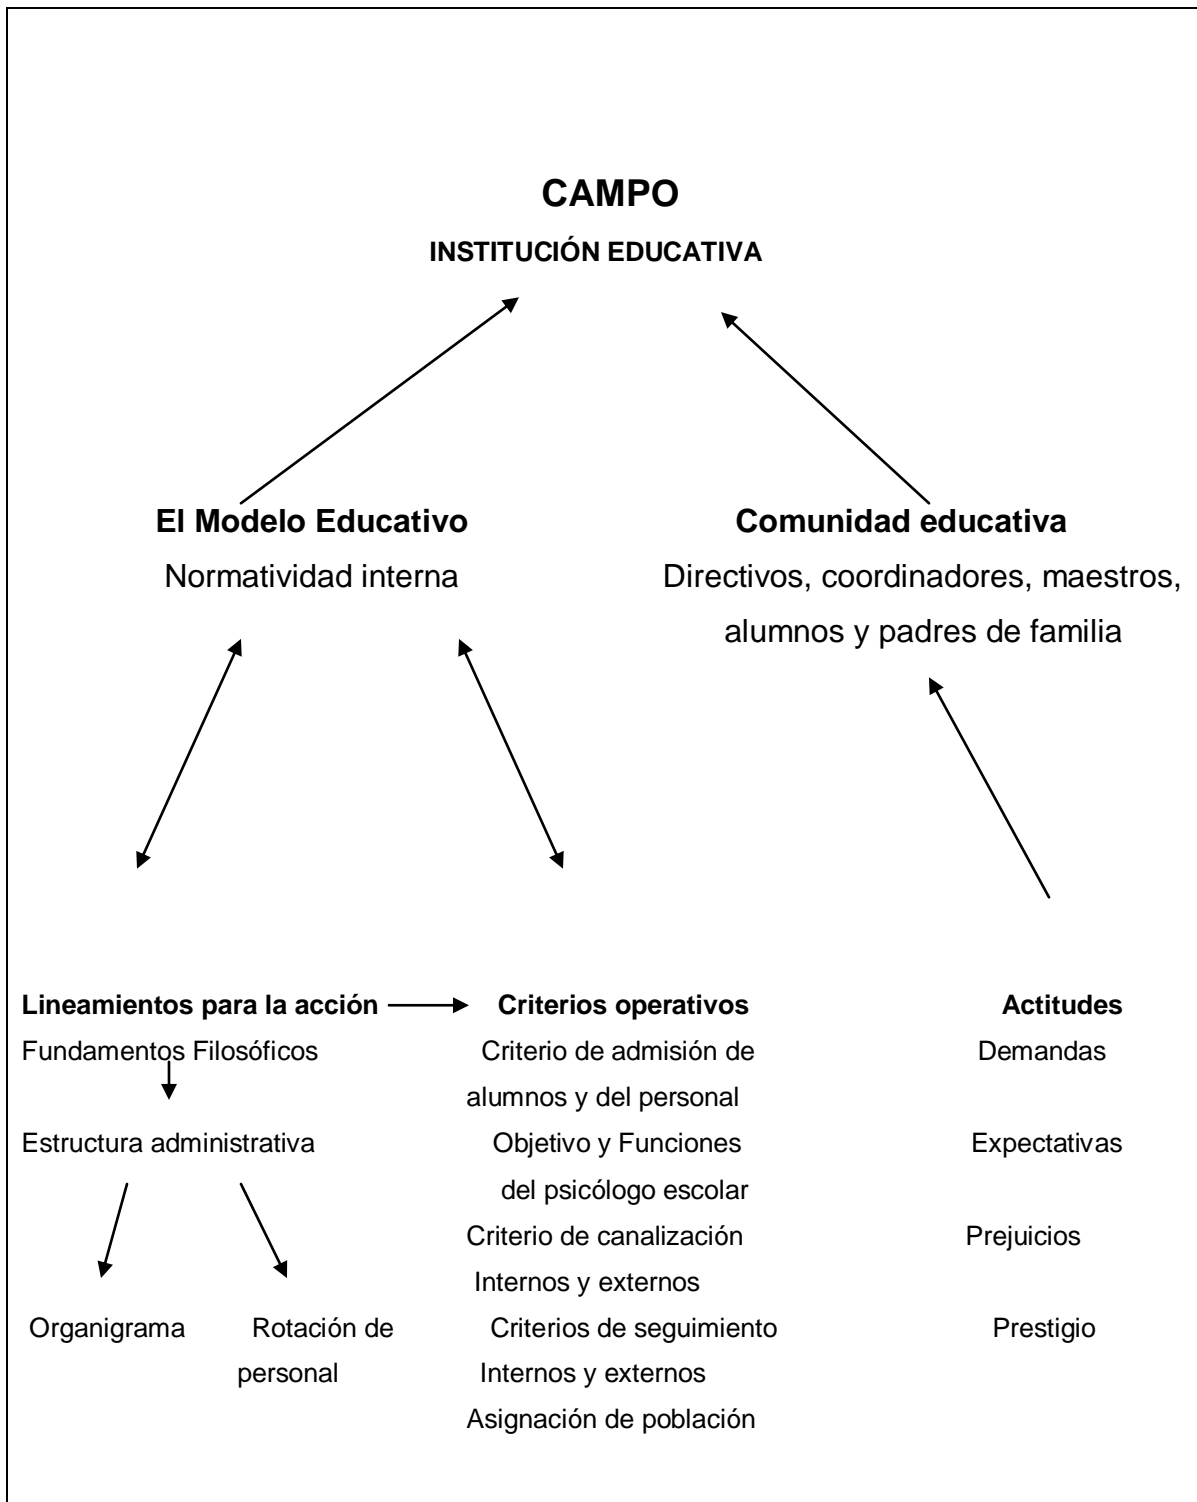 CAMPO
INSTITUCIÓN EDUCATIVA
El Modelo Educativo
Normatividad interna
Comunidad educativa
Directivos, coordinadores, maestros,
alumnos y padres de familia
Lineamientos para la acción
Fundamentos Filosóficos
Estructura administrativa
Organigrama
Rotación de
personal
Criterios operativos
Criterio de admisión de
alumnos y del personal
Objetivo y Funciones
del psicólogo escolar
Criterio de canalización
Internos y externos
Criterios de seguimiento
Internos y externos
Asignación de población
Actitudes
Demandas
Expectativas
Prejuicios
Prestigio